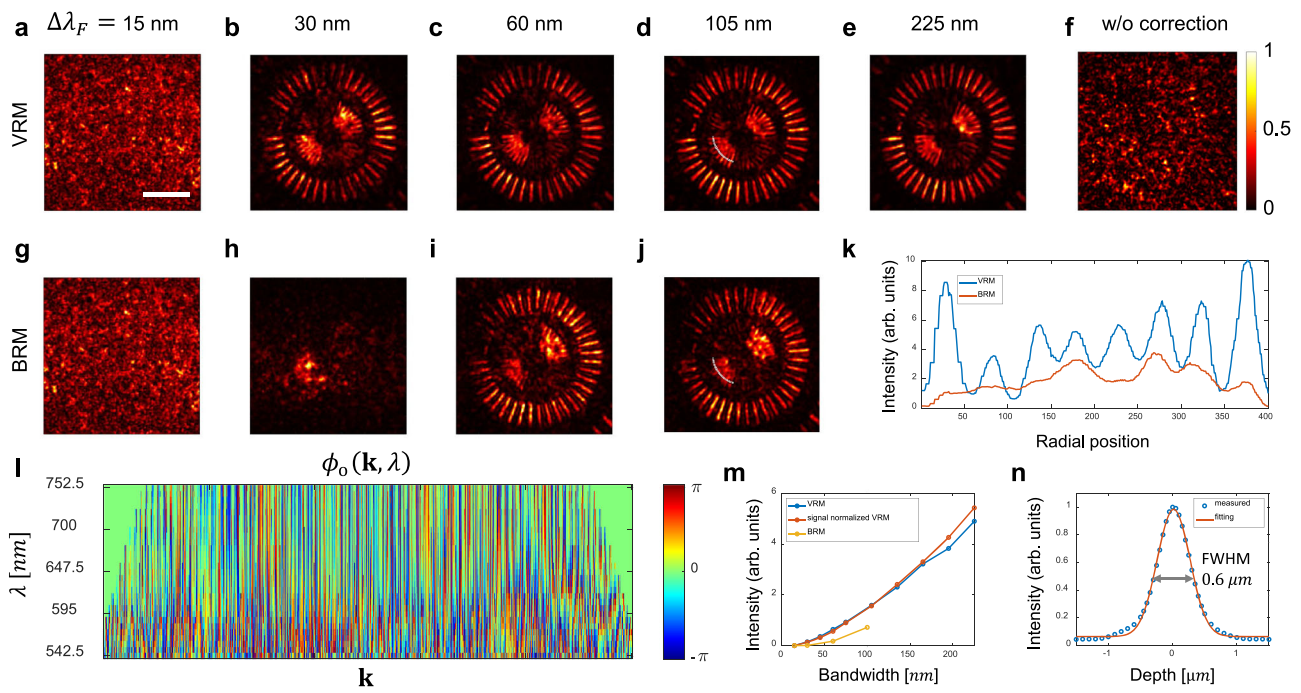 a Δλ_F = 15 nm b 30 nm c 60 nm d 105 nm e 225 nm f w/o correction
VRM
1
0.5
0
g h i j k
BRM
Intensity (arb. units)
10
8
6
4
2
0
VRM
BRM
50 100 150 200 250 300 350 400
Radial position
l ϕ_o(𝐤, λ)
λ [nm]
752.5
700
647.5
595
542.5
k
π
0
-π
m
Intensity (arb. units)
6
4
2
0
VRM
signal normalized VRM
BRM
0 50 100 150 200
Bandwidth [nm]
n
Intensity (arb. units)
1
0.8
0.6
0.4
0.2
0
measured
fitting
FWHM
0.6 μm
-1 0 1
Depth [μm]